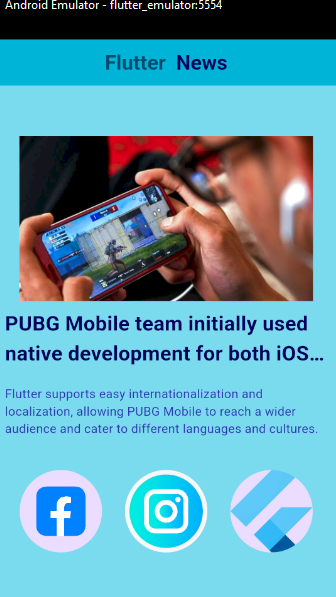 Android Emulator - flutter_emulator:5554
Flutter News
PUBG Mobile team initially used
native development for both iOS...
Flutter supports easy internationalization and
localization, allowing PUBG Mobile to reach a wider
audience and cater to different languages and cultures.